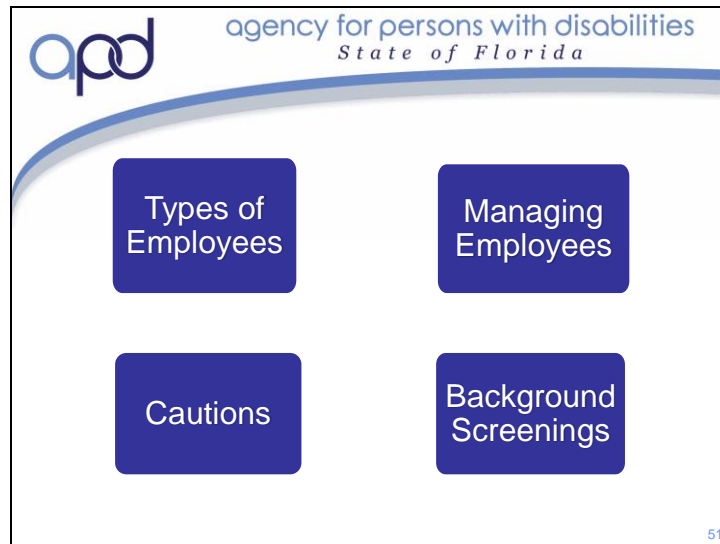 apd
agency for persons with disabilities
State of Florida
Types of
Employees
Managing
Employees
Cautions
Background
Screenings
51